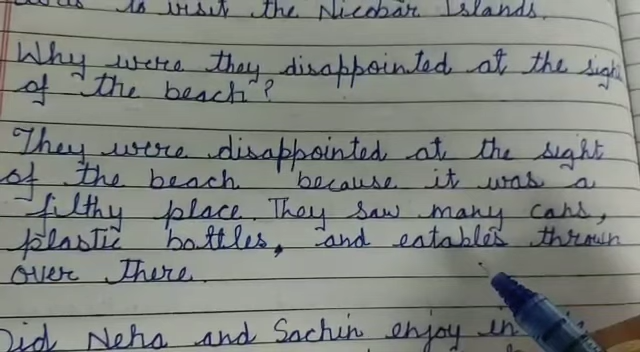 to visit the Nicobar Islands.
Why were they disappointed at the sight
of the beach?
They were disappointed at the sight
of the beach because it was a
filthy place. They saw many cans,
plastic bottles, and eatables thrown
over there.
Did Neha and Sachin enjoy in